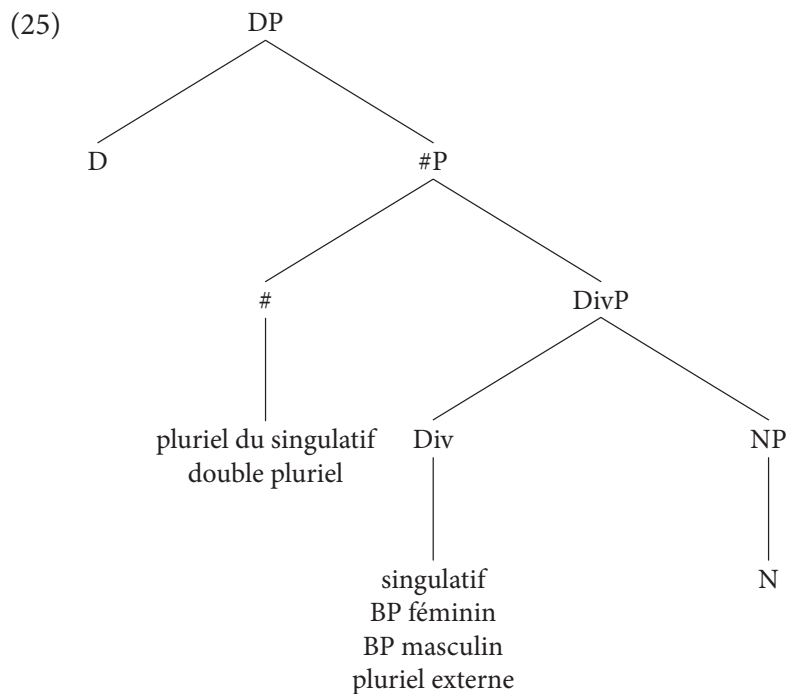 (25) DP
D #P
# DivP
pluriel du singulatif Div NP
double pluriel
singulatif N
BP féminin
BP masculin
pluriel externe